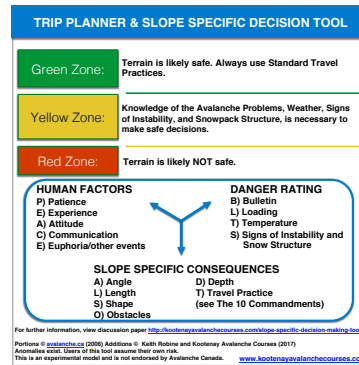 TRIP PLANNER & SLOPE SPECIFIC DECISION TOOL
Green Zone:
Terrain is likely safe. Always use Standard Travel
Practices.
Yellow Zone:
Knowledge of the Avalanche Problems, Weather, Signs
of Instability, and Snowpack Structure, is necessary to
make safe decisions.
Red Zone:
Terrain is likely NOT safe.
HUMAN FACTORS
P) Patience
E) Experience
A) Attitude
C) Communication
E) Euphoria/other events
DANGER RATING
B) Bulletin
L) Loading
T) Temperature
S) Signs of Instability and
Snow Structure
SLOPE SPECIFIC CONSEQUENCES
A) Angle
L) Length
S) Shape
O) Obstacles
D) Depth
T) Travel Practice
(see The 10 Commandments)
For further information, view discussion paper http://kootenayavalanchecourses.com/slope-specific-decision-making-too
Portions © avalanche.ca (2006) Additions © Keith Robine and Kootenay Avalanche Courses (2017)
Anomalies exist. Users of this tool assume their own risk.
This is an experimental model and is not endorsed by Avalanche Canada.
www.kootenayavalanchecourses.co